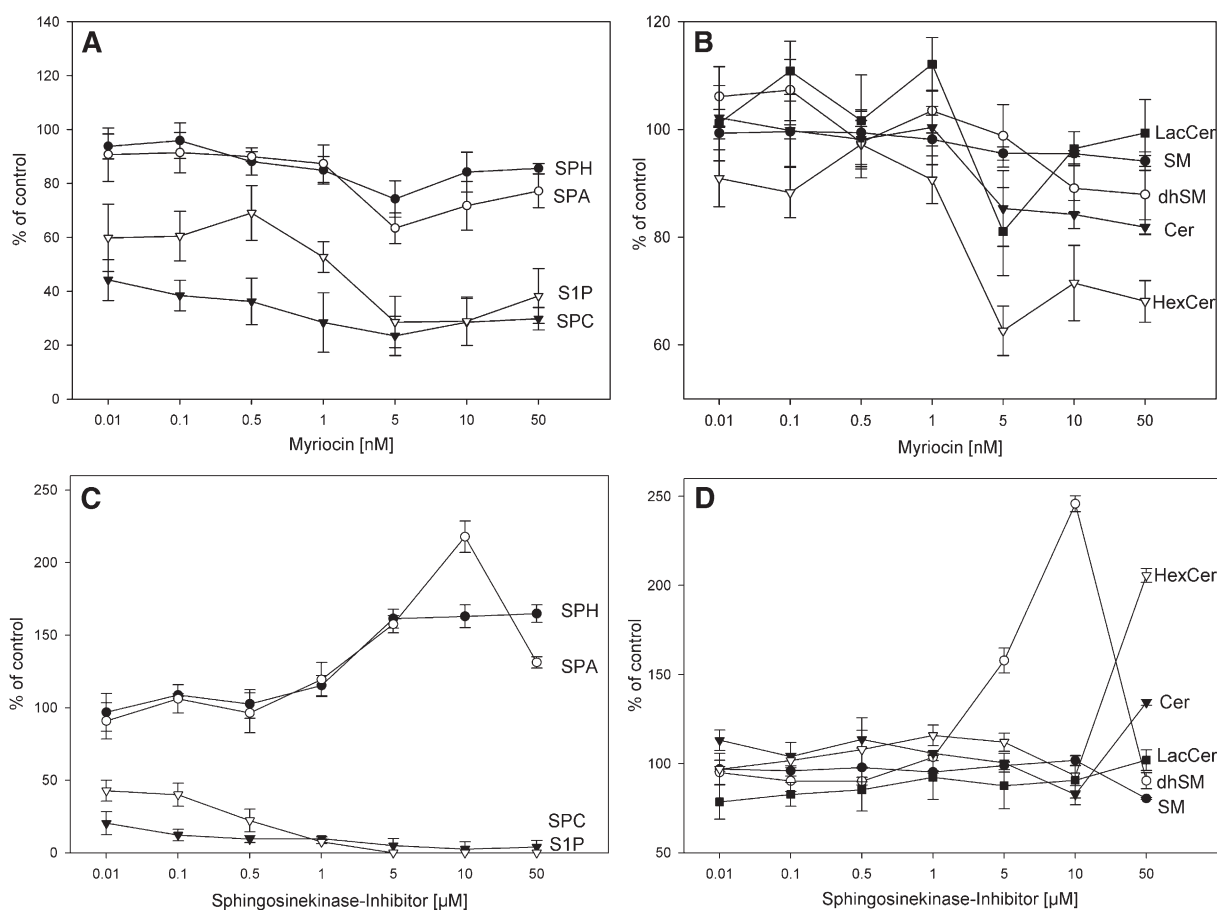 A
140
120
100
80
60
40
20
0
% of control
SPH
SPA
S1P
SPC
0.01 0.1 0.5 1 5 10 50
Myriocin [nM]
B
120
100
80
60
% of control
LacCer
SM
dhSM
Cer
HexCer
0.01 0.1 0.5 1 5 10 50
Myriocin [nM]
C
250
200
150
100
50
0
% of control
SPH
SPA
SPC
S1P
0.01 0.1 0.5 1 5 10 50
Sphingosinekinase-Inhibitor [µM]
D
250
200
150
100
50
% of control
HexCer
Cer
LacCer
dhSM
SM
0.01 0.1 0.5 1 5 10 50
Sphingosinekinase-Inhibitor [µM]